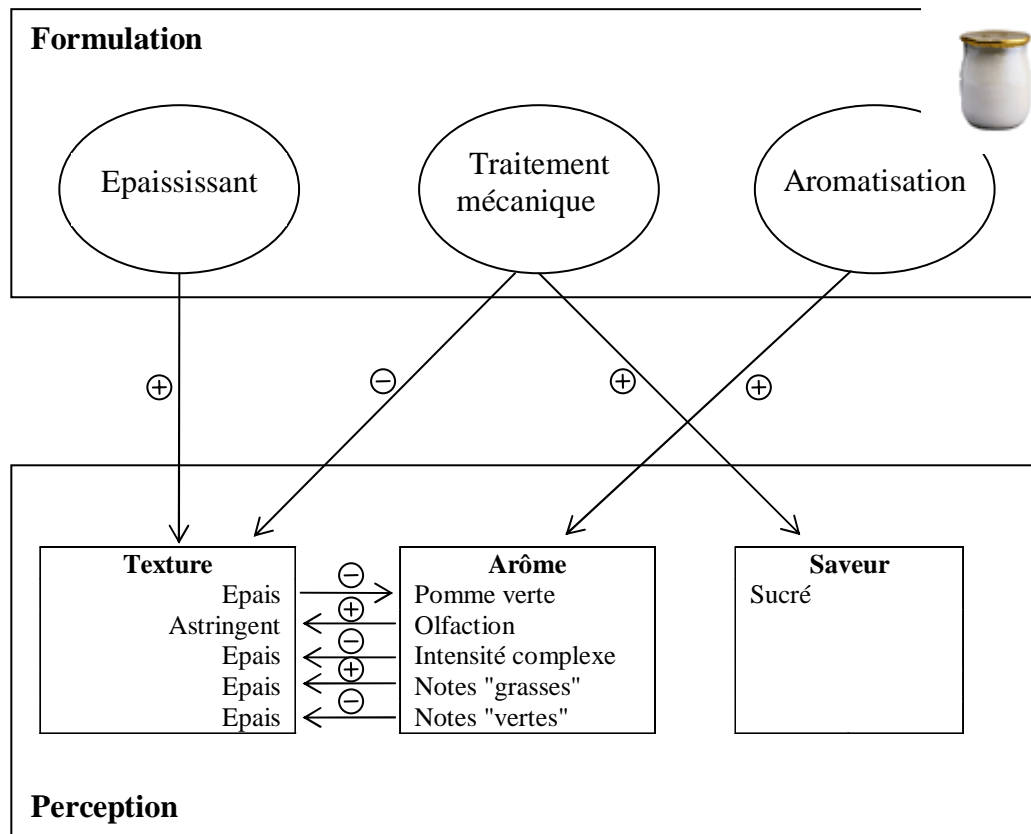 Formulation
Epaississant
Traitement
mécanique
Aromatisation
+
−
+
+
Texture
Epais
Astringent
Epais
Epais
Epais
−
+
−
+
−
Arôme
Pomme verte
Olfaction
Intensité complexe
Notes "grasses"
Notes "vertes"
Saveur
Sucré
Perception